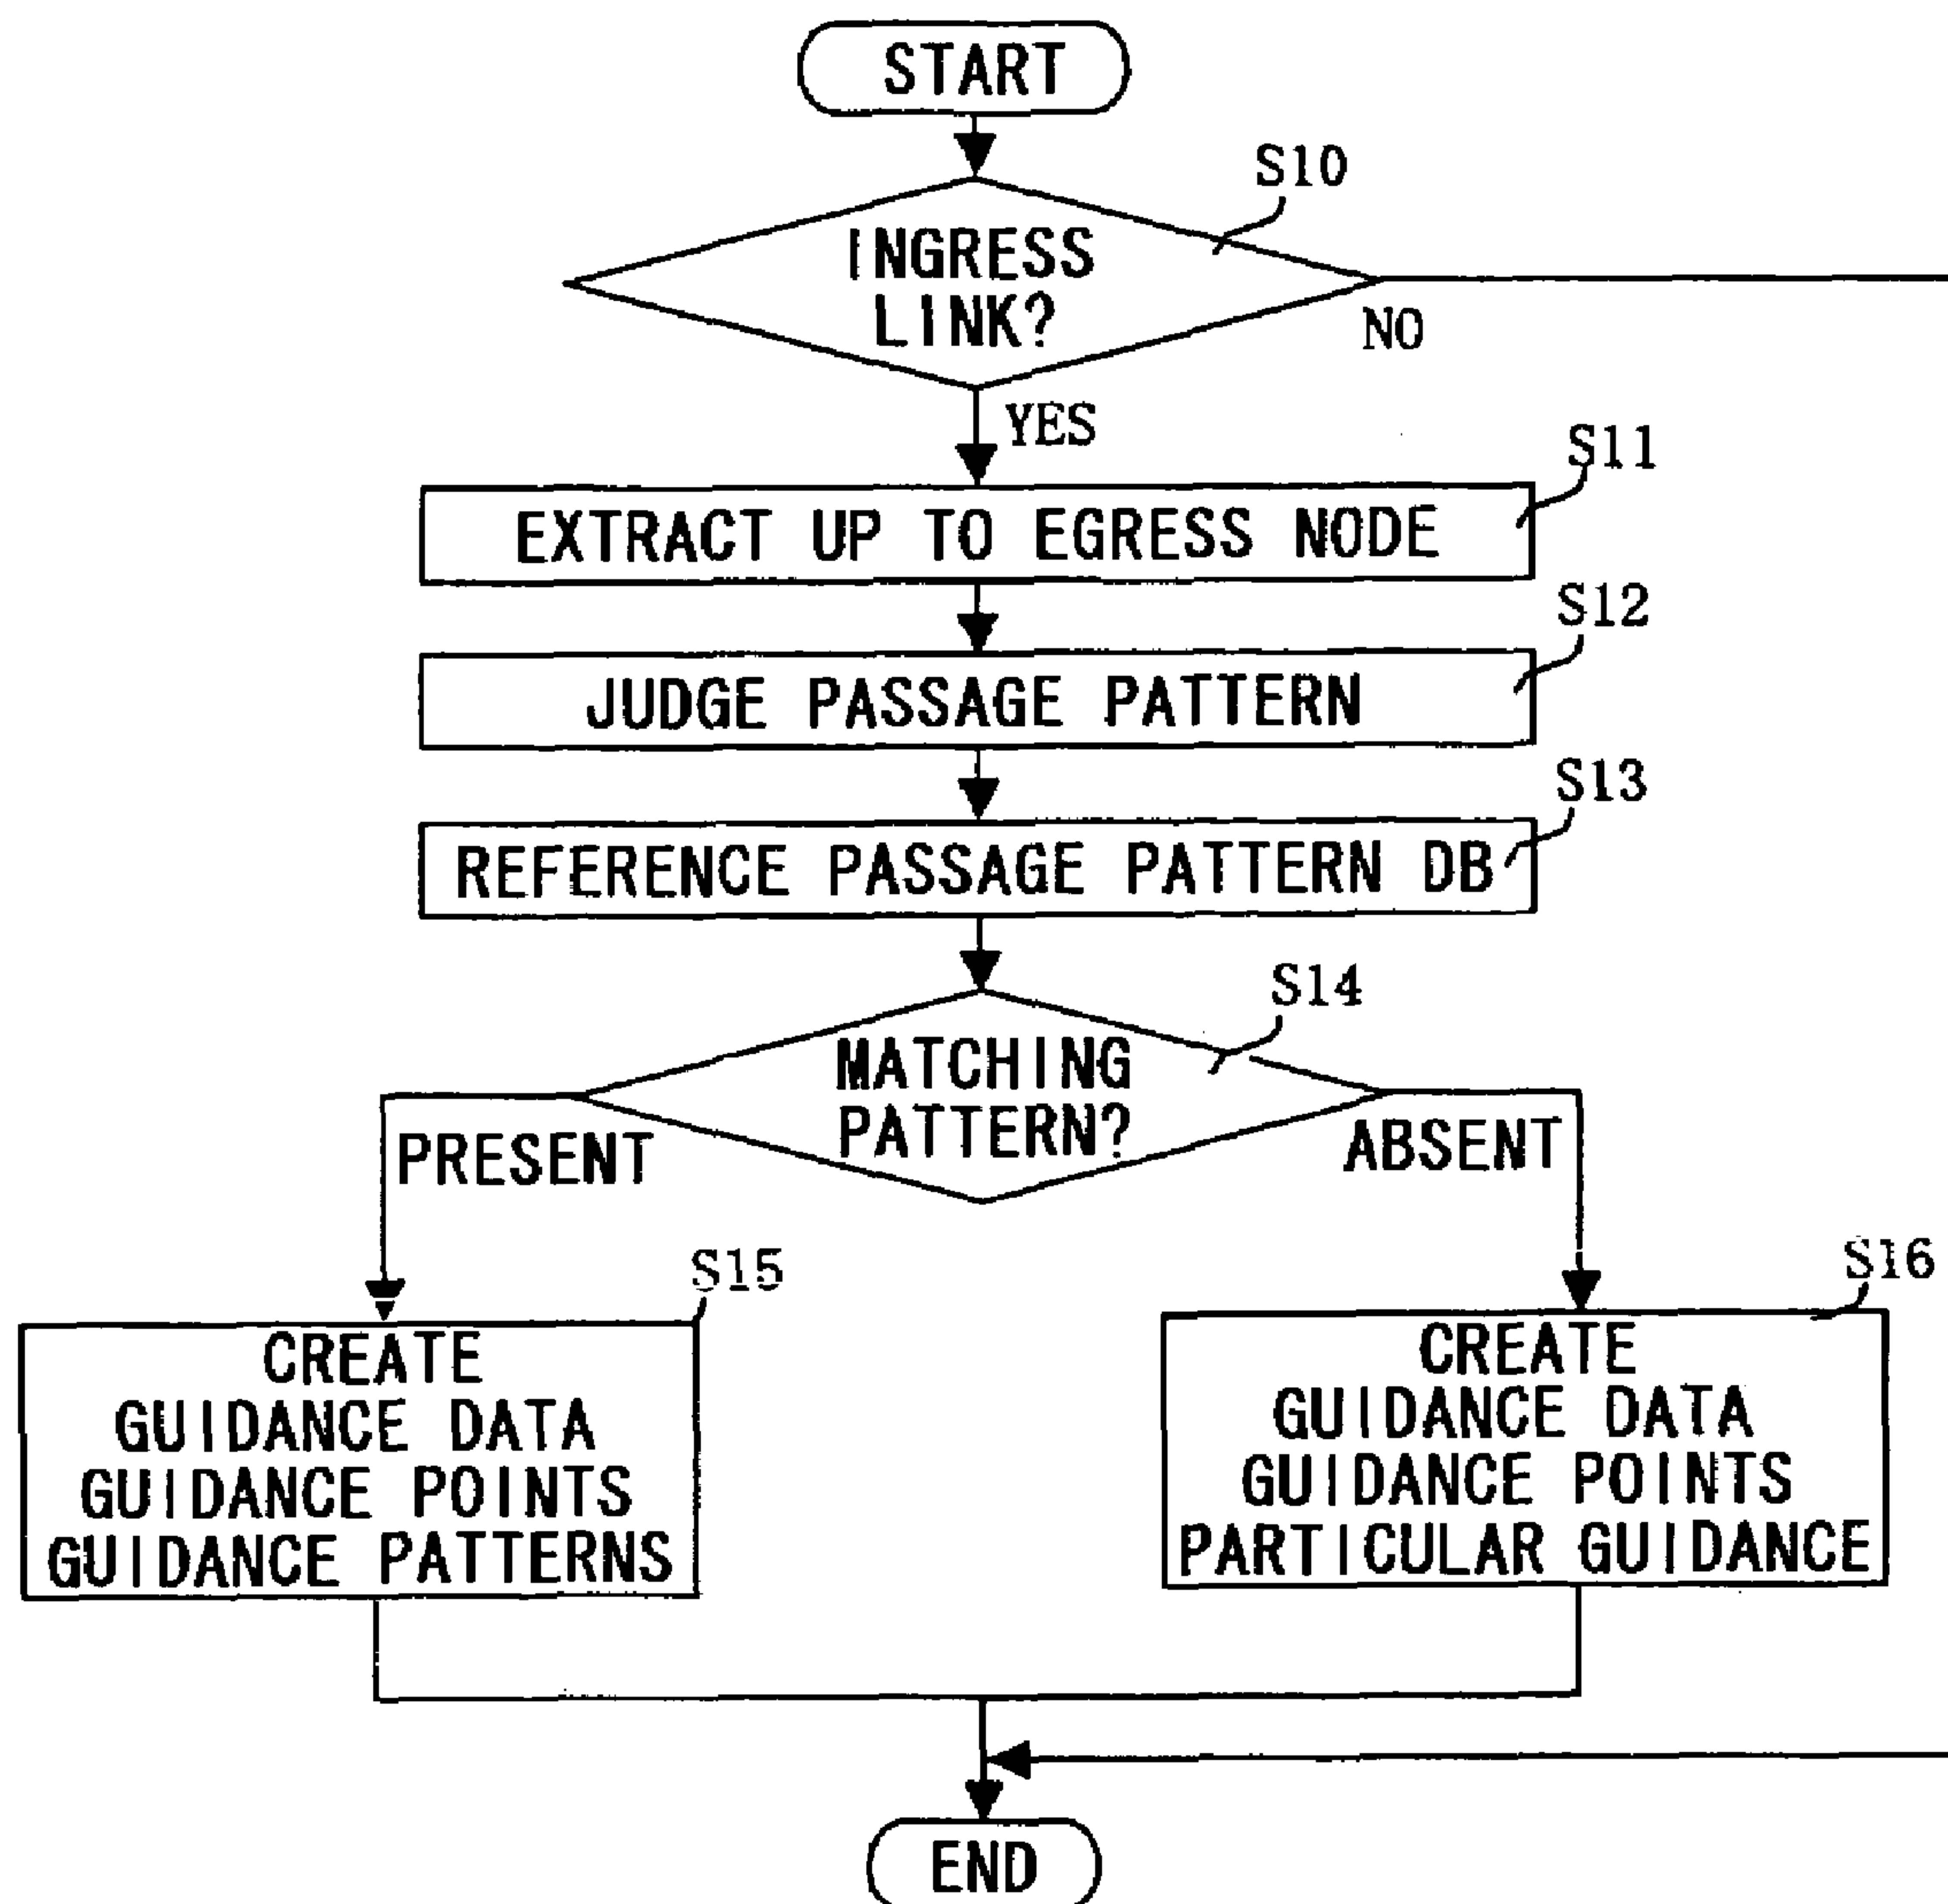 START
S10
INGRESS
LINK?
NO
YES
S11
EXTRACT UP TO EGRESS NODE
S12
JUDGE PASSAGE PATTERN
S13
REFERENCE PASSAGE PATTERN DB
S14
MATCHING
PATTERN?
PRESENT
ABSENT
S15
CREATE
GUIDANCE DATA
GUIDANCE POINTS
GUIDANCE PATTERNS
S16
CREATE
GUIDANCE DATA
GUIDANCE POINTS
PARTICULAR GUIDANCE
END